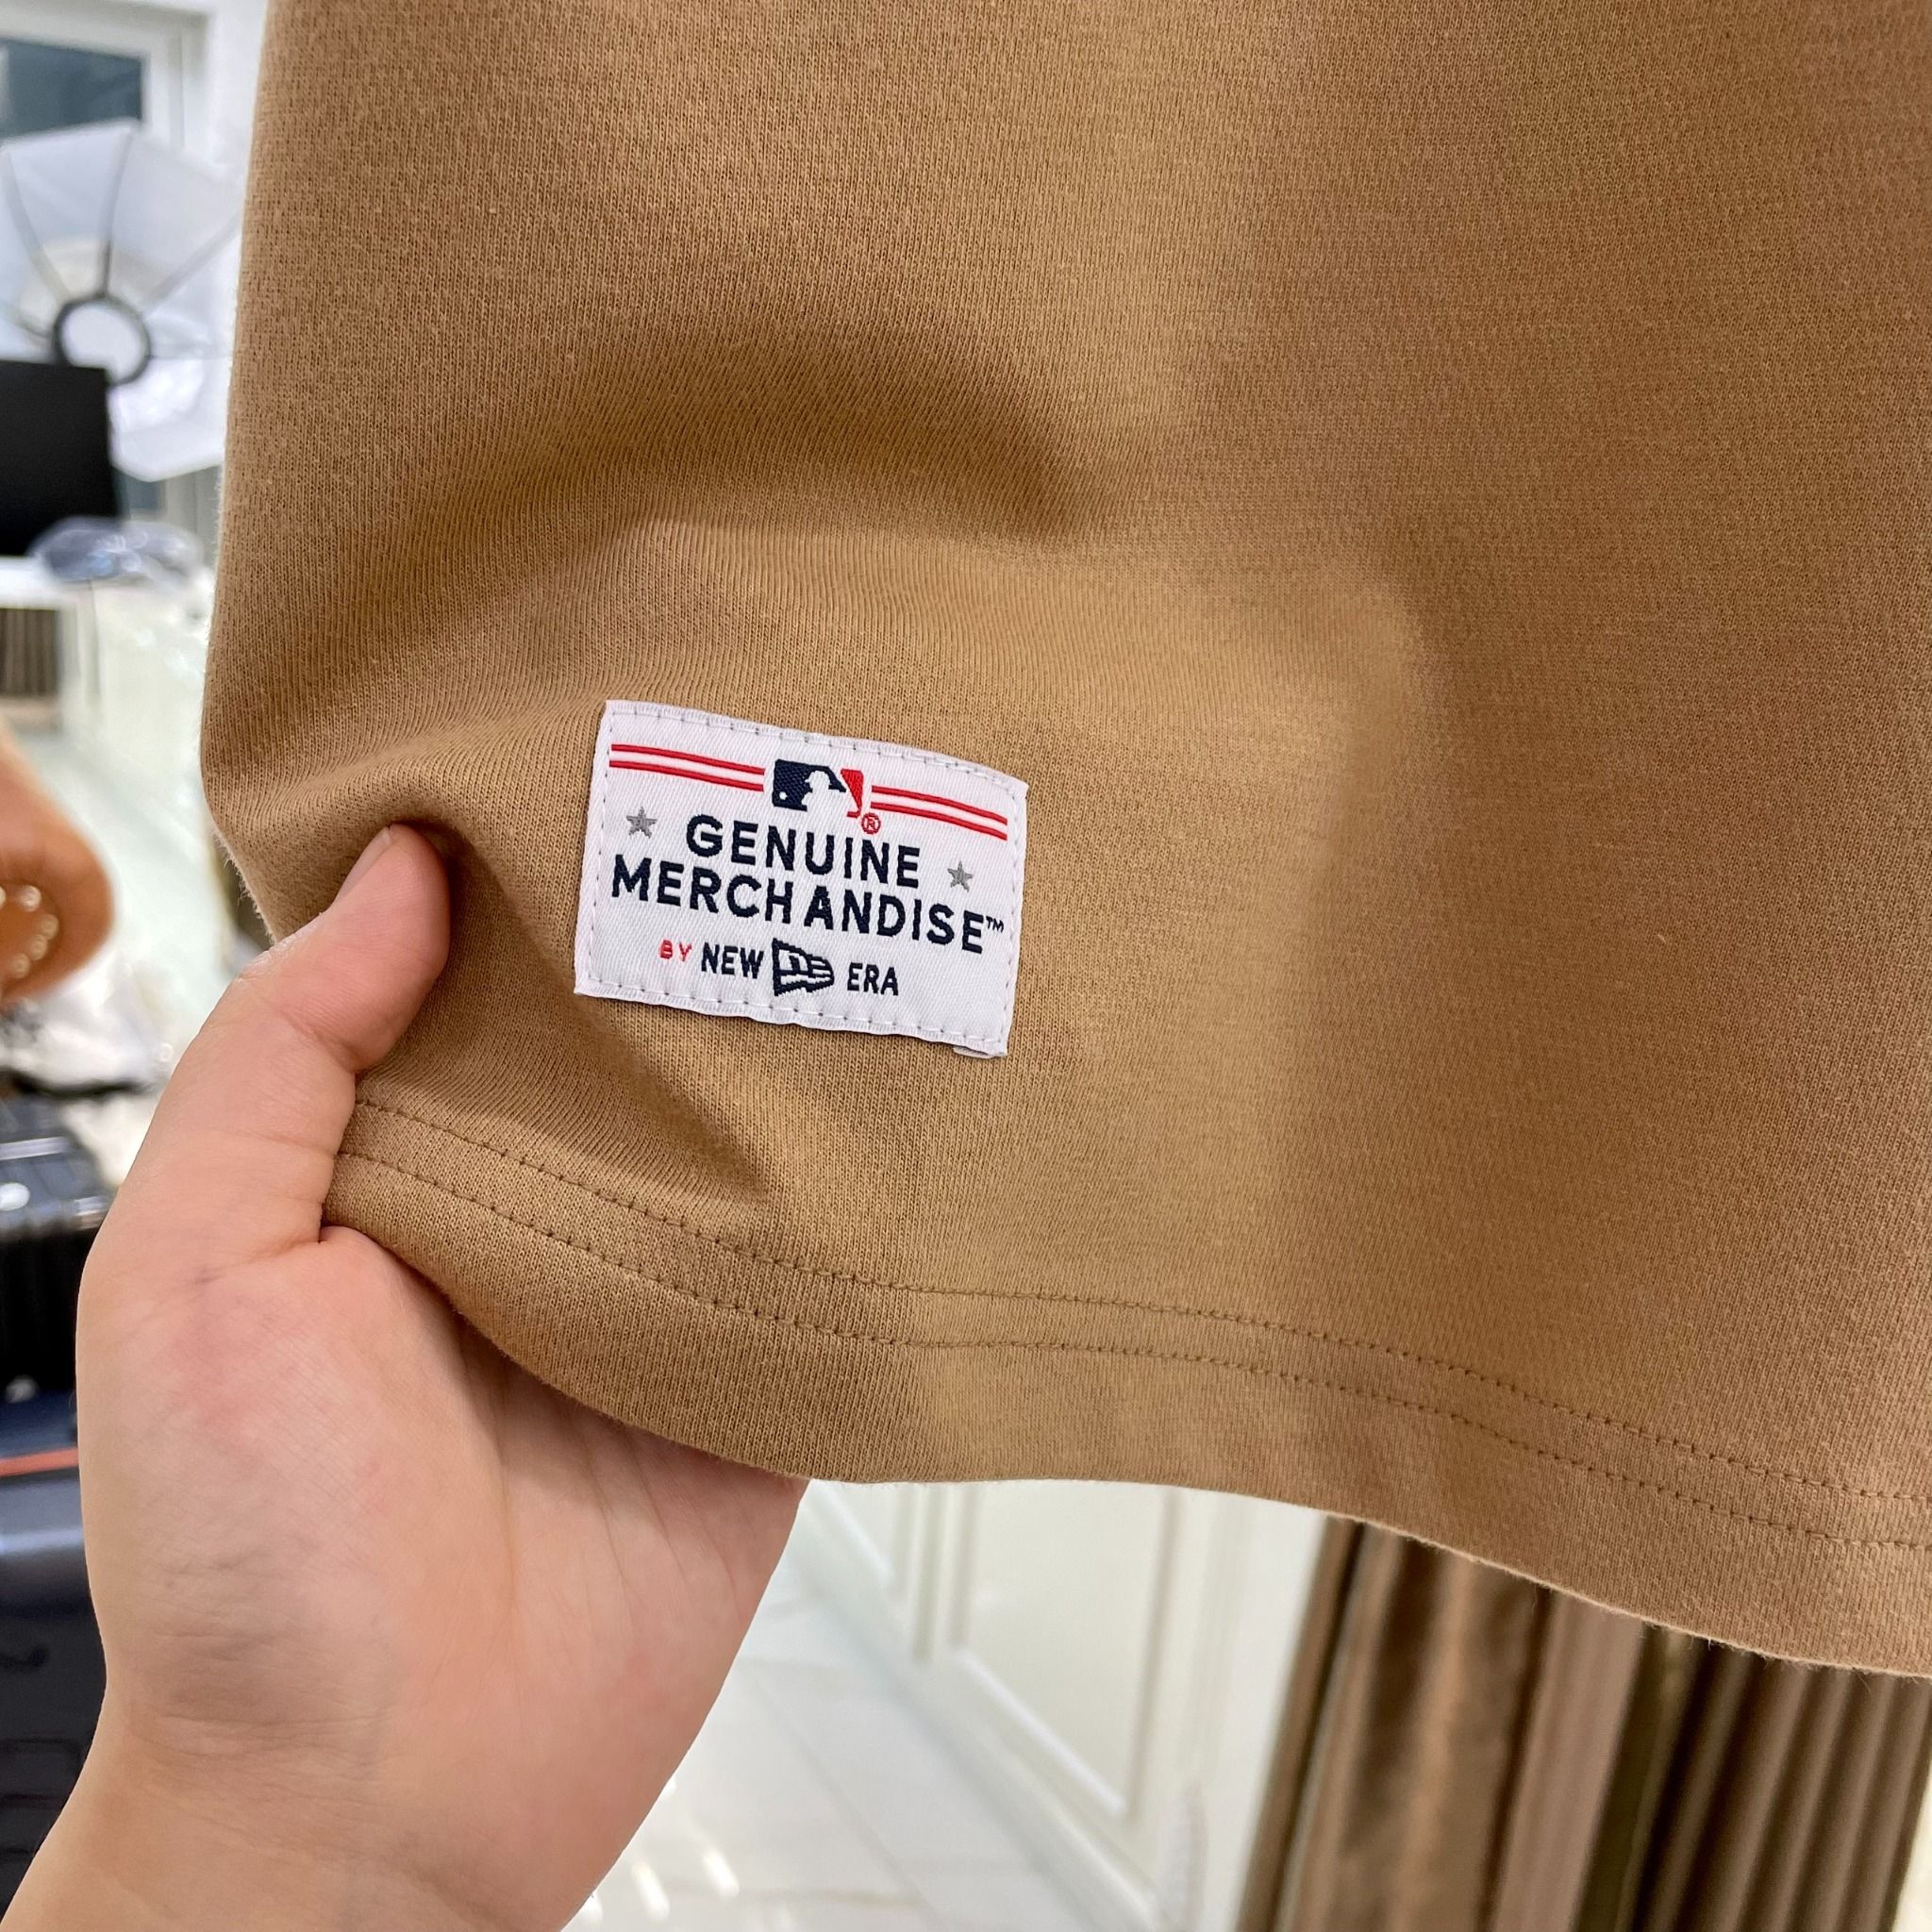 ®
GENUINE
MERCHANDISE™
BY NEW ERA